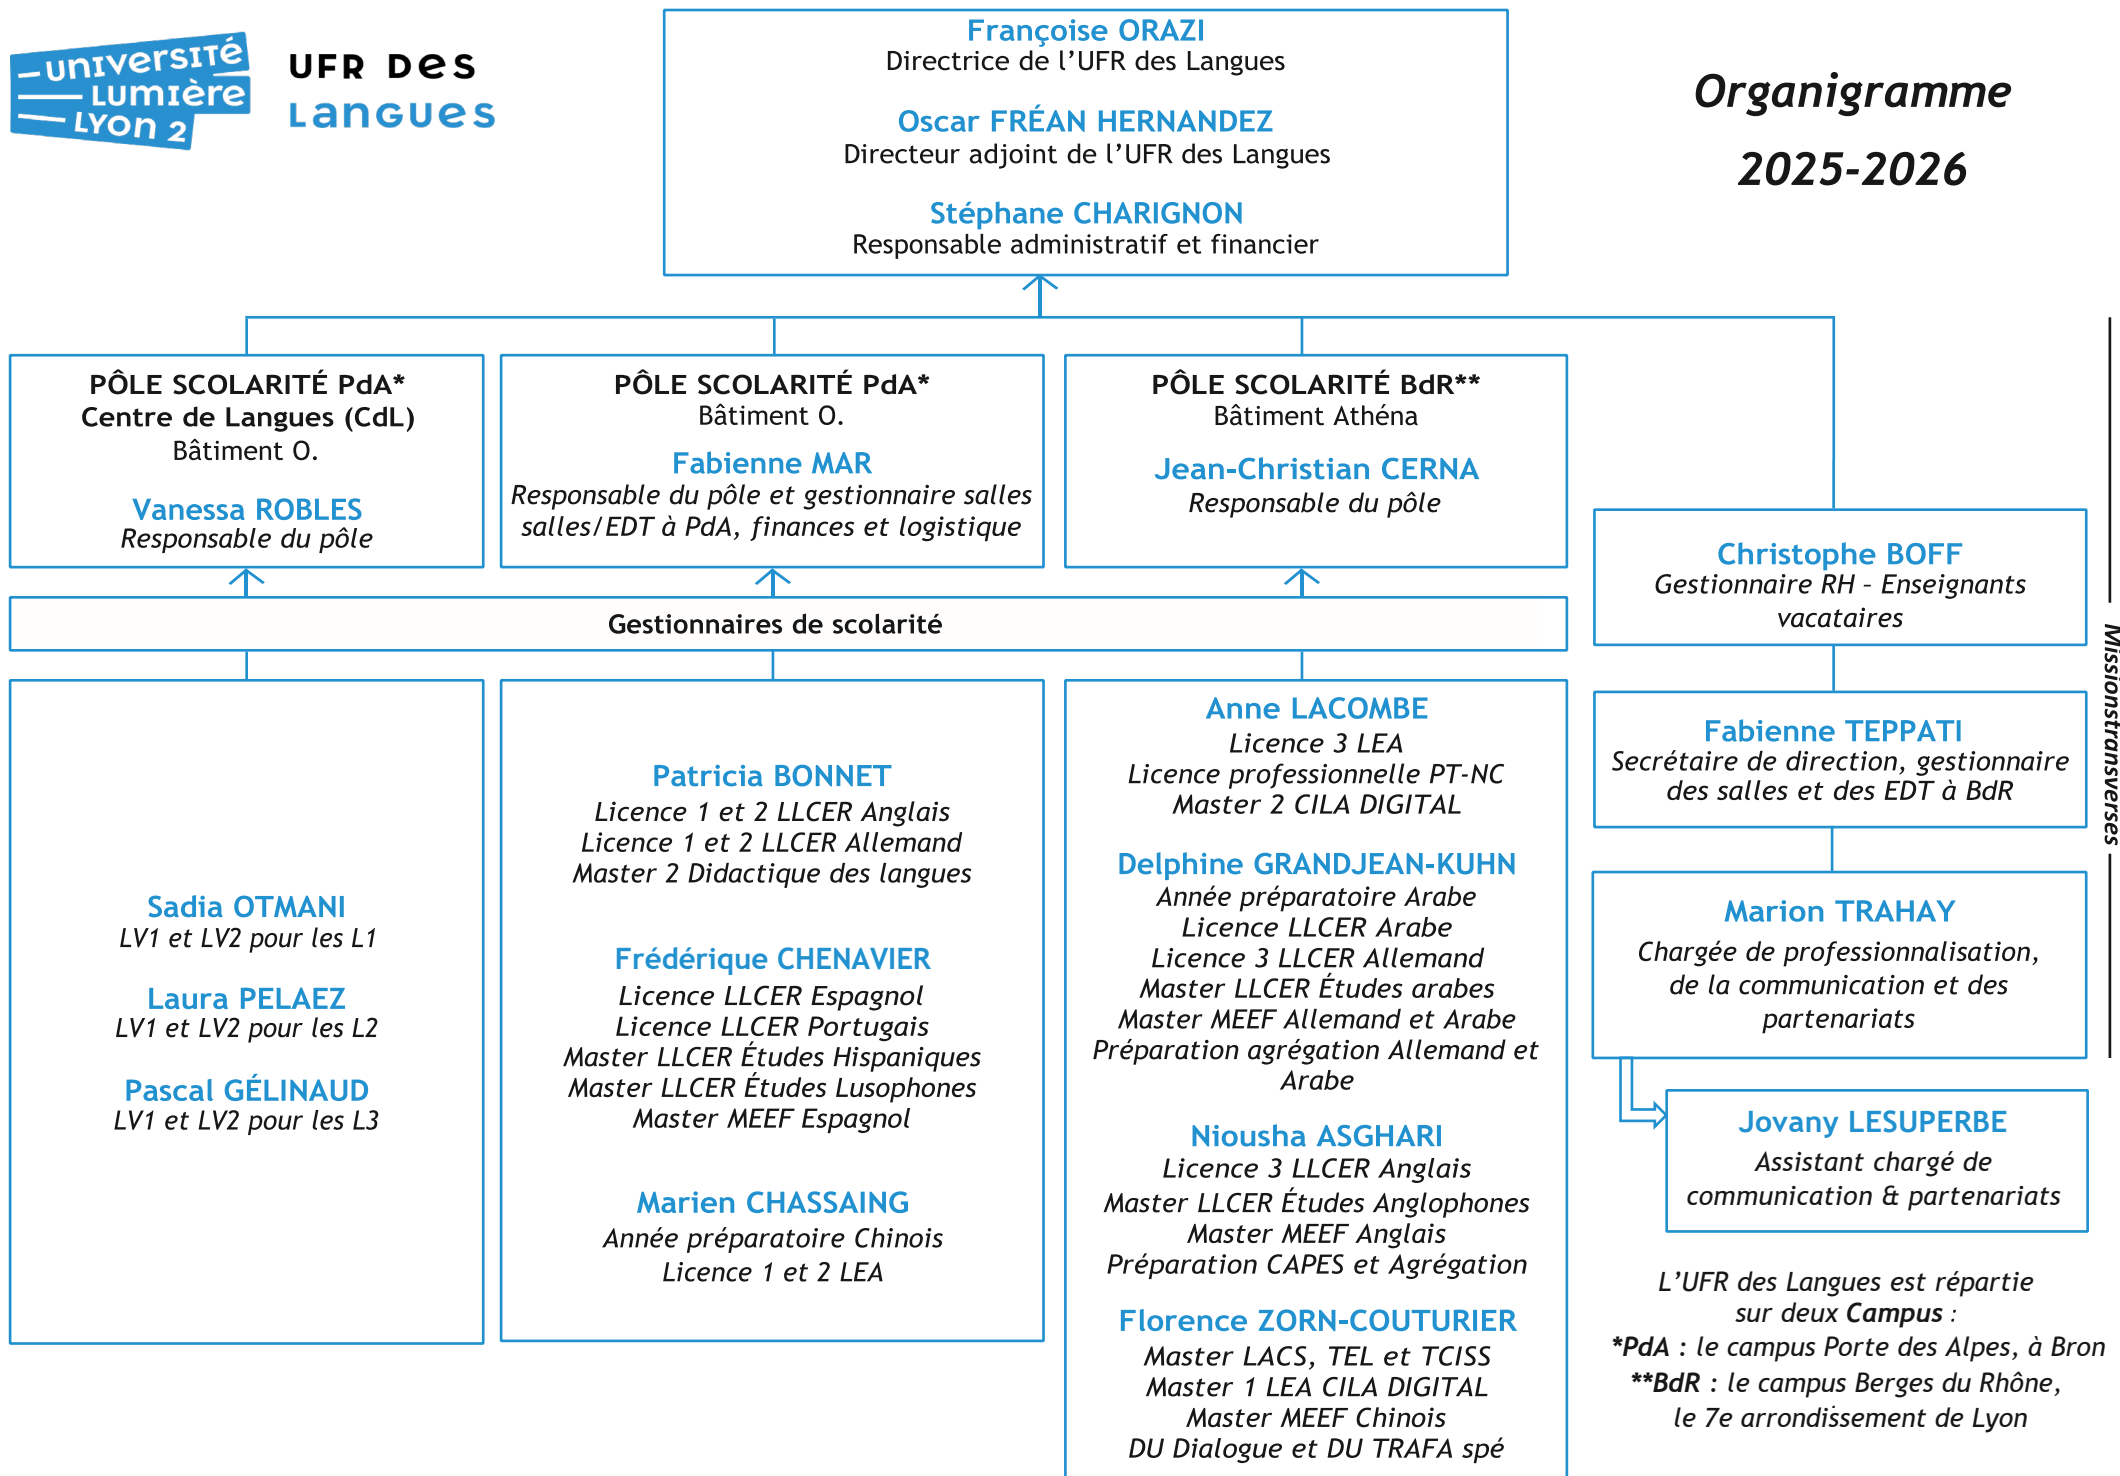 université
LUMIÈRE
LYON 2
UFR DES
LANGUES
Françoise ORAZI
Directrice de l’UFR des Langues
Oscar FRÉAN HERNANDEZ
Directeur adjoint de l’UFR des Langues
Stéphane CHARIGNON
Responsable administratif et financier
Organigramme
2025-2026
PÔLE SCOLARITÉ PdA*
Centre de Langues (CdL)
Bâtiment O.
Vanessa ROBLES
Responsable du pôle
PÔLE SCOLARITÉ PdA*
Bâtiment O.
Fabienne MAR
Responsable du pôle et gestionnaire salles
salles/EDT à PdA, finances et logistique
PÔLE SCOLARITÉ BdR**
Bâtiment Athéna
Jean-Christian CERNA
Responsable du pôle
Gestionnaires de scolarité
Sadia OTMANI
LV1 et LV2 pour les L1
Laura PELAEZ
LV1 et LV2 pour les L2
Pascal GÉLINAUD
LV1 et LV2 pour les L3
Patricia BONNET
Licence 1 et 2 LLCER Anglais
Licence 1 et 2 LLCER Allemand
Master 2 Didactique des langues
Frédérique CHENAVIER
Licence LLCER Espagnol
Licence LLCER Portugais
Master LLCER Études Hispaniques
Master LLCER Études Lusophones
Master MEEF Espagnol
Marien CHASSAING
Année préparatoire Chinois
Licence 1 et 2 LEA
Anne LACOMBE
Licence 3 LEA
Licence professionnelle PT-NC
Master 2 CILA DIGITAL
Delphine GRANDJEAN-KUHN
Année préparatoire Arabe
Licence LLCER Arabe
Licence 3 LLCER Allemand
Master LLCER Études arabes
Master MEEF Allemand et Arabe
Préparation agrégation Allemand et
Arabe
Niousha ASGHARI
Licence 3 LLCER Anglais
Master LLCER Études Anglophones
Master MEEF Anglais
Préparation CAPES et Agrégation
Florence ZORN-COUTURIER
Master LACS, TEL et TCISS
Master 1 LEA CILA DIGITAL
Master MEEF Chinois
DU Dialogue et DU TRAFA spé
Christophe BOFF
Gestionnaire RH – Enseignants
vacataires
Fabienne TEPPATI
Secrétaire de direction, gestionnaire
des salles et des EDT à BdR
Marion TRAHAY
Chargée de professionnalisation,
de la communication et des
partenariats
Jovany LESUPERBE
Assistant chargé de
communication & partenariats
Missionstransverses
L’UFR des Langues est répartie
sur deux Campus :
*PdA : le campus Porte des Alpes, à Bron
**BdR : le campus Berges du Rhône,
le 7e arrondissement de Lyon